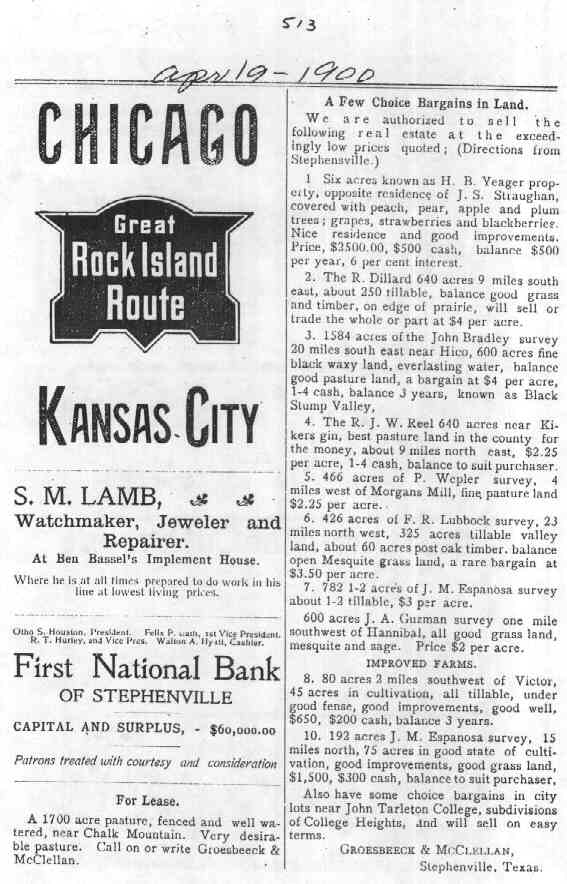 513
apr 19-1900
CHICAGO
Great
Rock Island
Route
KANSAS CITY
S. M. LAMB,
Watchmaker, Jeweler and
Repairer.
At Ben Bassel's Implement House.
Where he is at all times prepared to do work in his
line at lowest living prices.
Otho S. Houston, President. Felix P. 1st Vice President.
R. T. Hurley, 2nd Vice Pres. Walton A. Hyatt, Cashier.
First National Bank
OF STEPHENVILLE
CAPITAL AND SURPLUS, - $60,000.00
Patrons treated with courtesy and consideration
For Lease.
A 1700 acre pasture, fenced and well wa-
tered, near Chalk Mountain. Very desira-
ble pasture. Call on or write Groesbeeck &
McClellan.
A Few Choice Bargains in Land.
We are authorized to sell the
following real estate at the exceed-
ingly low prices quoted; (Directions from
Stephensville.)
1 Six acres known as H. B. Yeager prop-
erty, opposite residence of J. S. Straughan,
covered with peach, pear, apple and plum
trees; grapes, strawberries and blackberries.
Nice residence and good improvements.
Price, $2500.00, $500 cash, balance $500
per year, 6 per cent interest.
2. The R. Dillard 640 acres 9 miles south
east, about 250 tillable, balance good grass
and timber, on edge of prairie, will sell or
trade the whole or part at $4 per acre.
3. 1584 acres of the John Bradley survey
20 miles south east near Hico, 600 acres fine
black waxy land, everlasting water, balance
good pasture land, a bargain at $4 per acre,
1-4 cash, balance 3 years, known as Black
Stump Valley,
4. The R. J. W. Reel 640 acres near Ki-
kers gin, best pasture land in the county for
the money, about 9 miles north east, $2.25
per acre, 1-4 cash, balance to suit purchaser.
5. 466 acres of P. Wepler survey, 4
miles west of Morgans Mill, fine pasture land
$2.25 per acre.
6. 426 acres of F. R. Lubbock survey, 23
miles north west, 325 acres tillable valley
land, about 60 acres post oak timber. balance
open Mesquite grass land, a rare bargain at
$3.50 per acre.
7. 782 1-2 acres of J. M. Espanosa survey
about 1-2 tillable, $3 per acre.
600 acres J. A. Guzman survey one mile
southwest of Hannibal, all good grass land,
mesquite and sage. Price $2 per acre.
IMPROVED FARMS.
8. 80 acres 2 miles southwest of Victor,
45 acres in cultivation, all tillable, under
good fense, good improvements, good well,
$650, $200 cash, balance 3 years.
10. 192 acres J. M. Espanosa survey, 15
miles north, 75 acres in good state of culti-
vation, good improvements, good grass land,
$1,500, $300 cash, balance to suit purchaser,
Also have some choice bargains in city
lots near John Tarleton College, subdivisions
of College Heights, and will sell on easy
terms.
GROESBEECK & MCCLELLAN,
Stephenville, Texas.